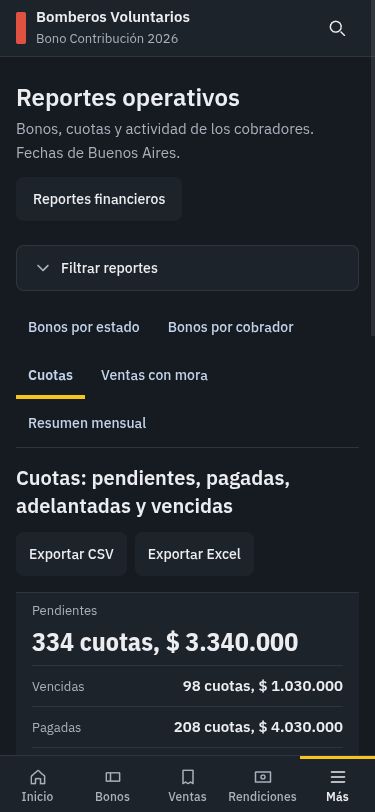 Bomberos Voluntarios
Bono Contribución 2026
Reportes operativos
Bonos, cuotas y actividad de los cobradores.
Fechas de Buenos Aires.
Reportes financieros
Filtrar reportes
Bonos por estado
Bonos por cobrador
Cuotas
Ventas con mora
Resumen mensual
Cuotas: pendientes, pagadas,
adelantadas y vencidas
Exportar CSV
Exportar Excel
Pendientes
334 cuotas, $ 3.340.000
Vencidas 98 cuotas, $ 1.030.000
Pagadas 208 cuotas, $ 4.030.000
Inicio Bonos Ventas Rendiciones Más